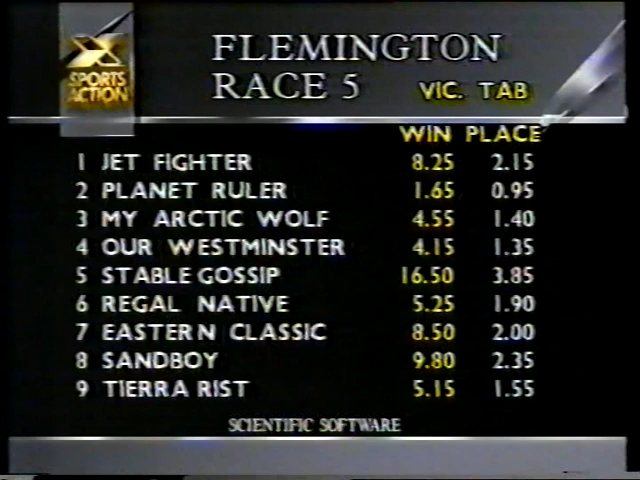 X
SPORTS
ACTION
FLEMINGTON
RACE 5 VIC. TAB
WIN PLACE
1 JET FIGHTER 8.25 2.15
2 PLANET RULER 1.65 0.95
3 MY ARCTIC WOLF 4.55 1.40
4 OUR WESTMINSTER 4.15 1.35
5 STABLE GOSSIP 16.50 3.85
6 REGAL NATIVE 5.25 1.90
7 EASTERN CLASSIC 8.50 2.00
8 SANDBOY 9.80 2.35
9 TIERRA RIST 5.15 1.55
SCIENTIFIC SOFTWARE